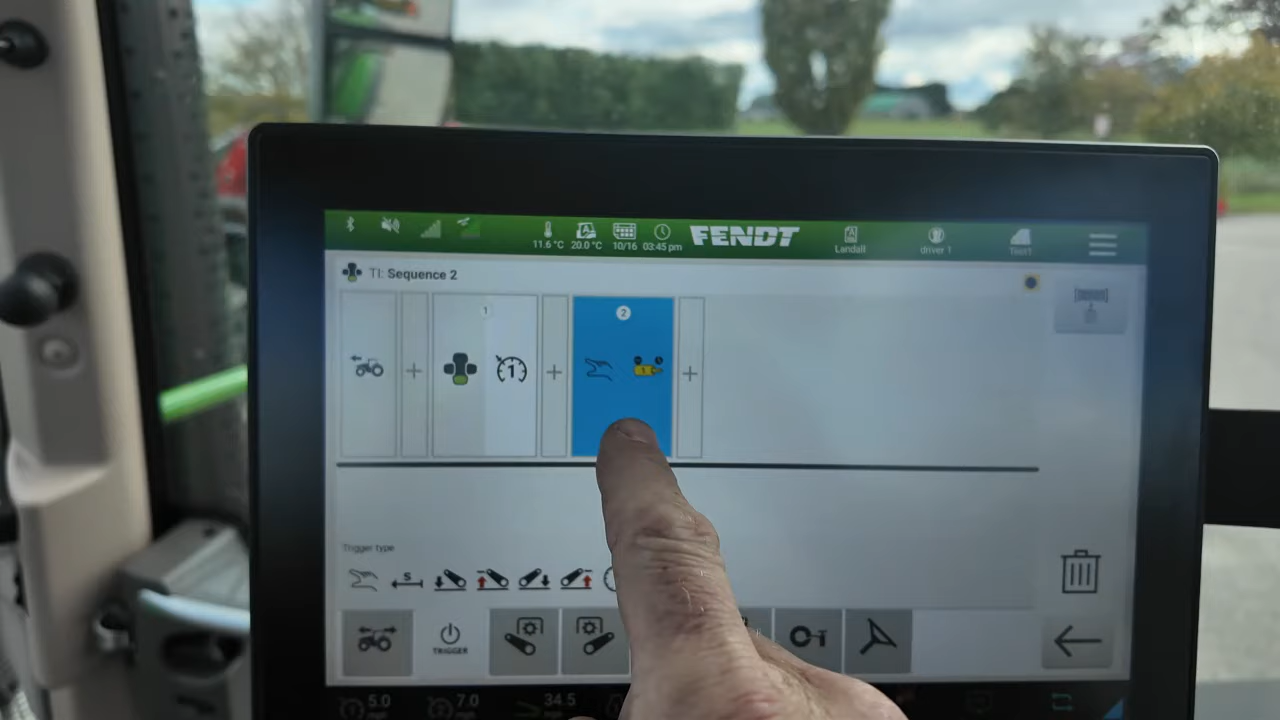 11.6 °C 20.0 °C 10/16 03:45 pm FENDT Landall driver 1
TI: Sequence 2
1 2
1
Trigger type
S
TRIGGER
5.0 7.0 34.5